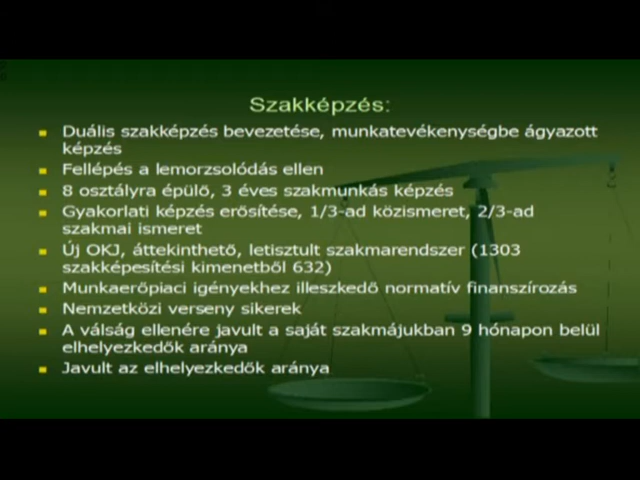 Szakképzés:
Duális szakképzés bevezetése, munkatevékenységbe ágyazott
képzés
Fellépés a lemorzsolódás ellen
8 osztályra épülő, 3 éves szakmunkás képzés
Gyakorlati képzés erősítése, 1/3-ad közismeret, 2/3-ad
szakmai ismeret
Új OKJ, áttekinthető, letisztult szakmarendszer (1303
szakképesítési kimenetből 632)
Munkaerőpiaci igényekhez illeszkedő normatív finanszírozás
Nemzetközi verseny sikerek
A válság ellenére javult a saját szakmájukban 9 hónapon belül
elhelyezkedők aránya
Javult az elhelyezkedők aránya